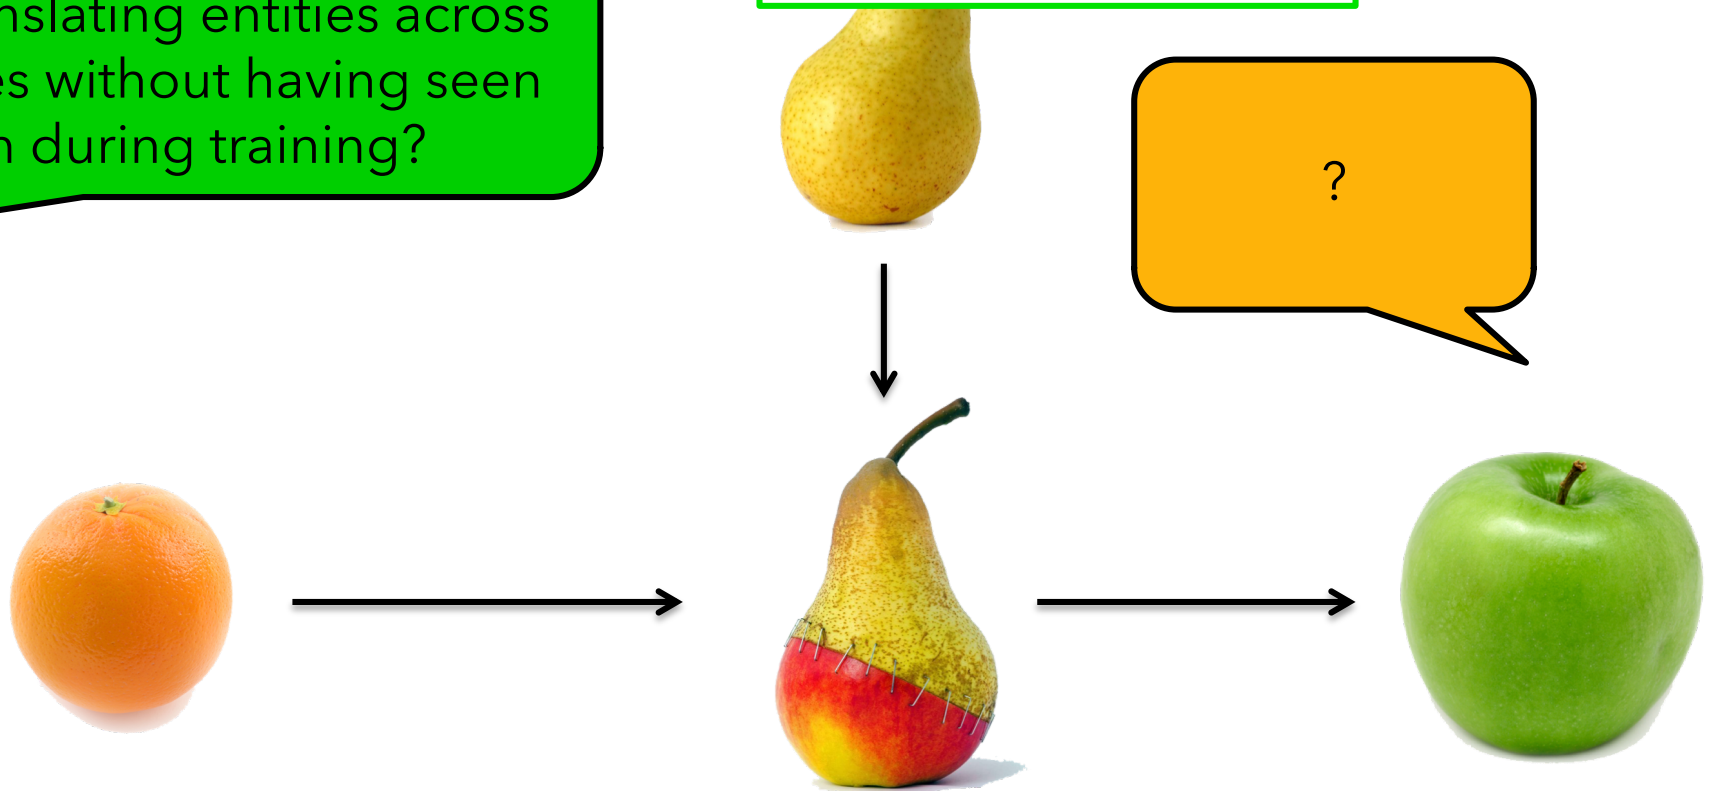 nslating entities across
es without having seen
n during training?
?